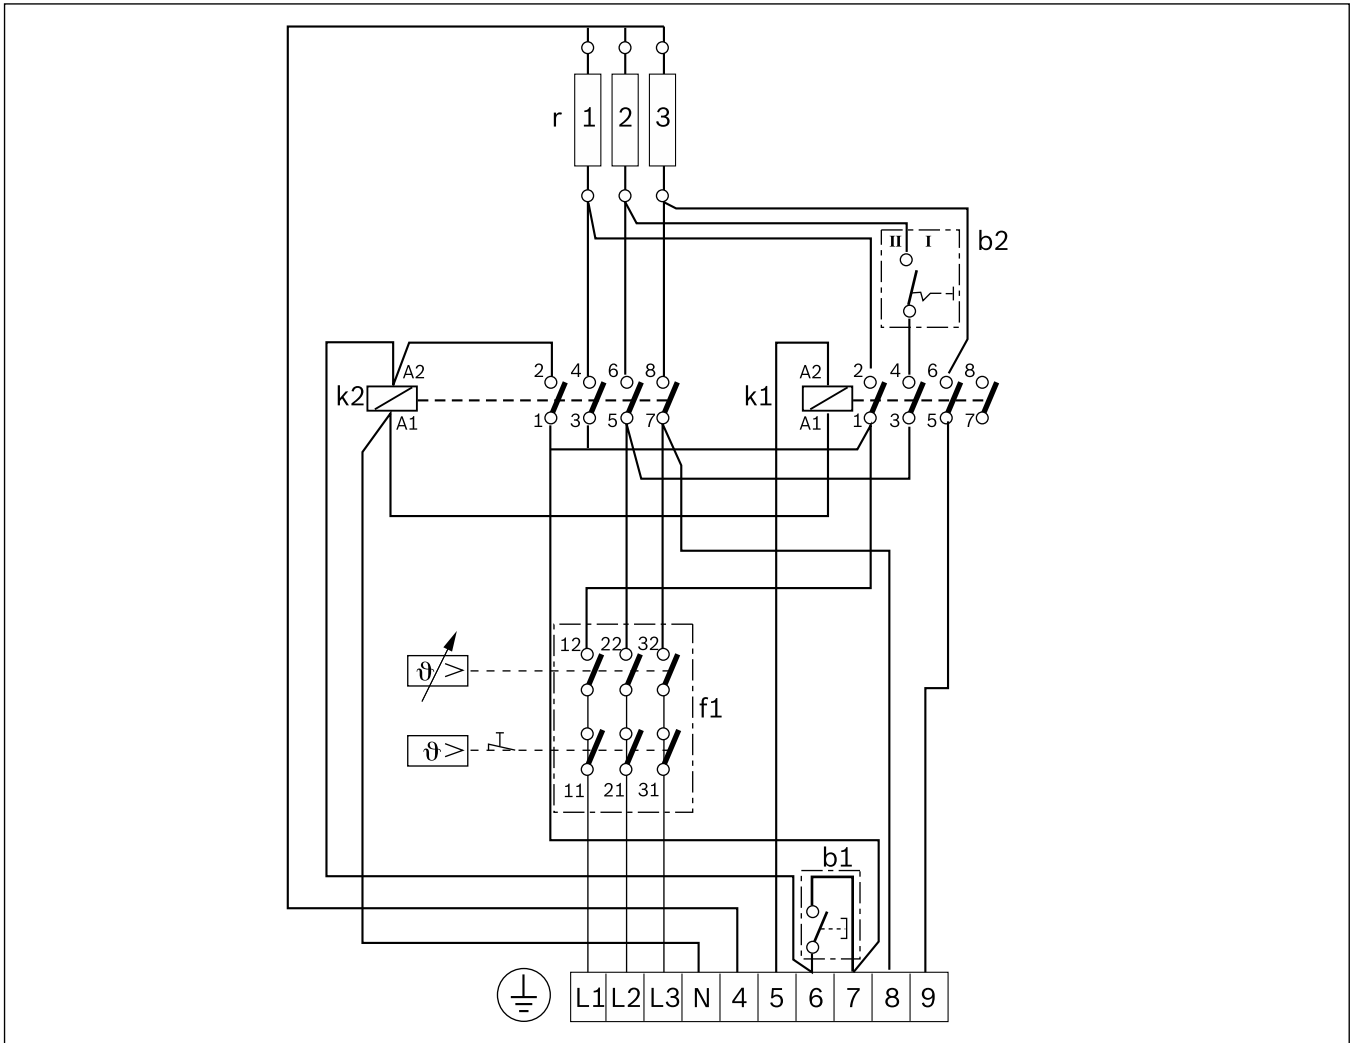 r 1 2 3
II I b2
2 4 6 8 2 4 6 8
A2 A2
k2 k1
A1 1 3 5 7 A1 1 3 5 7
12 22 32
ϑ >
f1
ϑ >
11 21 31
b1
L1 L2 L3 N 4 5 6 7 8 9